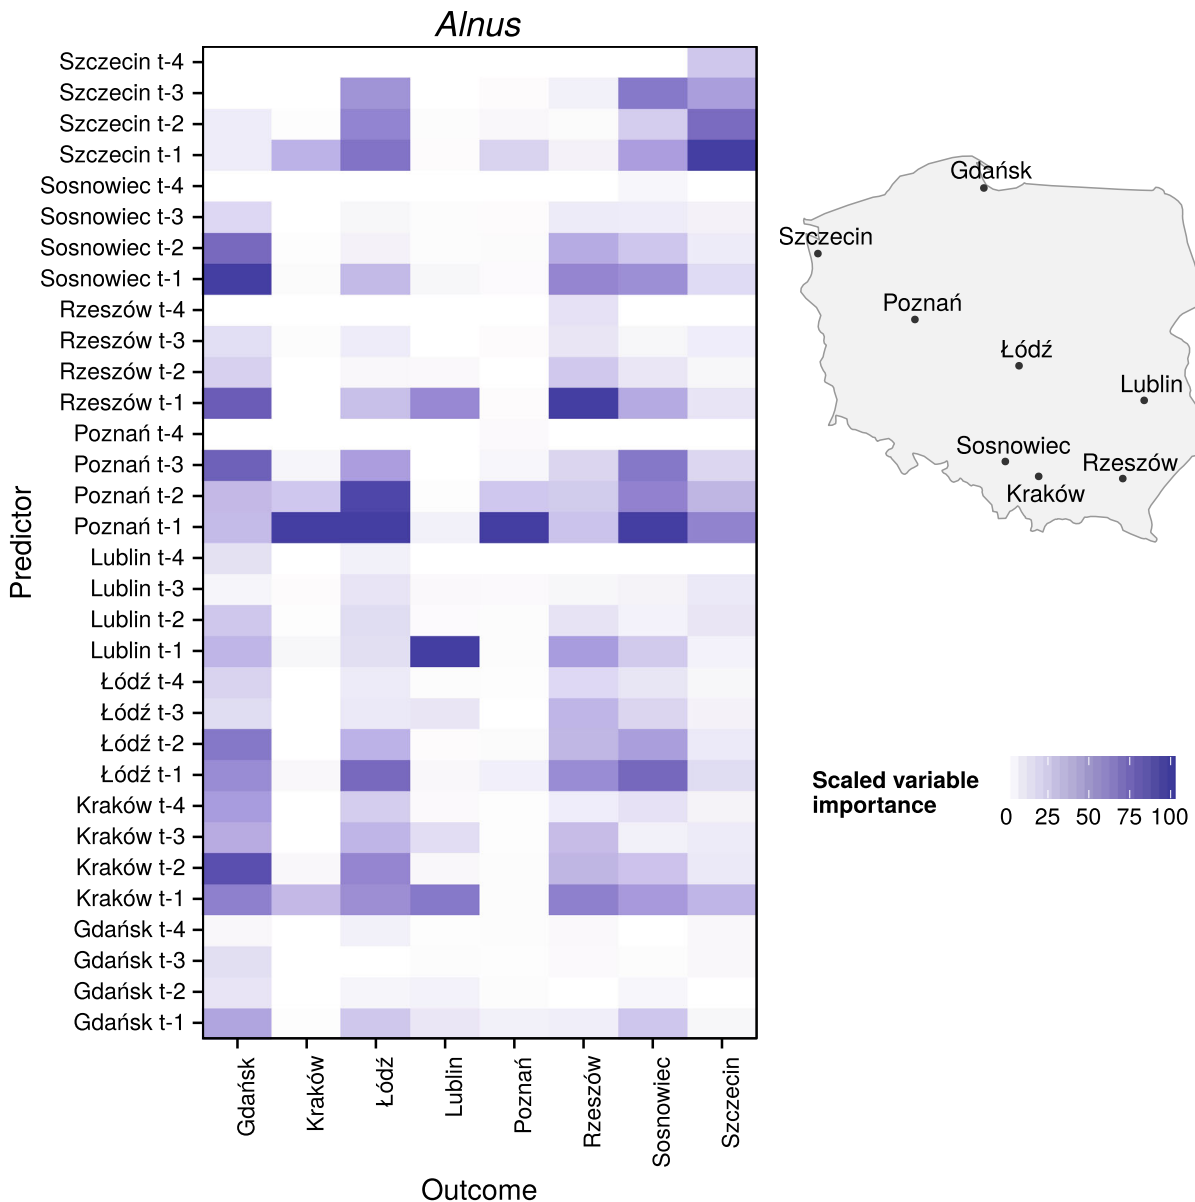 Alnus
Predictor
Szczecin t-4
Szczecin t-3
Szczecin t-2
Szczecin t-1
Sosnowiec t-4
Sosnowiec t-3
Sosnowiec t-2
Sosnowiec t-1
Rzeszów t-4
Rzeszów t-3
Rzeszów t-2
Rzeszów t-1
Poznań t-4
Poznań t-3
Poznań t-2
Poznań t-1
Lublin t-4
Lublin t-3
Lublin t-2
Lublin t-1
Łódź t-4
Łódź t-3
Łódź t-2
Łódź t-1
Kraków t-4
Kraków t-3
Kraków t-2
Kraków t-1
Gdańsk t-4
Gdańsk t-3
Gdańsk t-2
Gdańsk t-1
Gdańsk
Kraków
Łódź
Lublin
Poznań
Rzeszów
Sosnowiec
Szczecin
Outcome
Gdańsk
Szczecin
Poznań
Łódź
Lublin
Sosnowiec
Rzeszów
Kraków
Scaled variable
importance
0 25 50 75 100